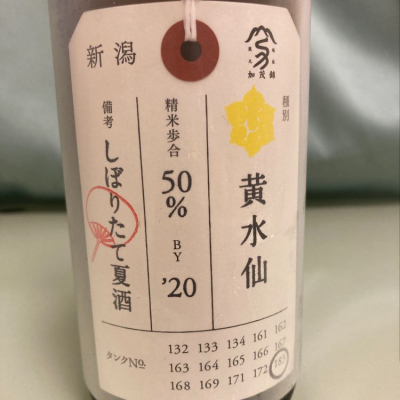 新潟
加茂錦
種別
黄水仙
精米歩合
50%
BY
'20
備考
しぼりたて夏酒
タンクNo.
132 133 134 161 162
163 164 165 166 167
168 169 171 172